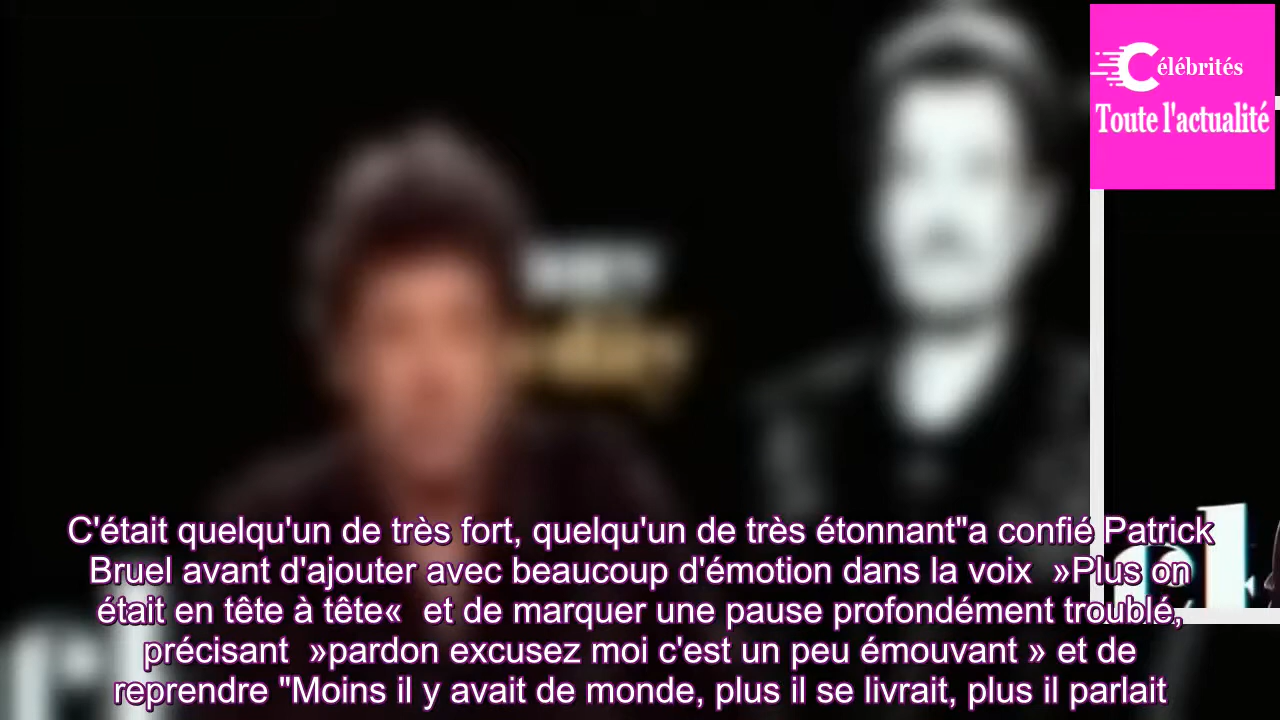 Célébrités
Toute l'actualité
C'était quelqu'un de très fort, quelqu'un de très étonnant"a confié Patrick
Bruel avant d'ajouter avec beaucoup d'émotion dans la voix  »Plus on
était en tête à tête«  et de marquer une pause profondément troublé,
précisant  »pardon excusez moi c'est un peu émouvant » et de
reprendre "Moins il y avait de monde, plus il se livrait, plus il parlait